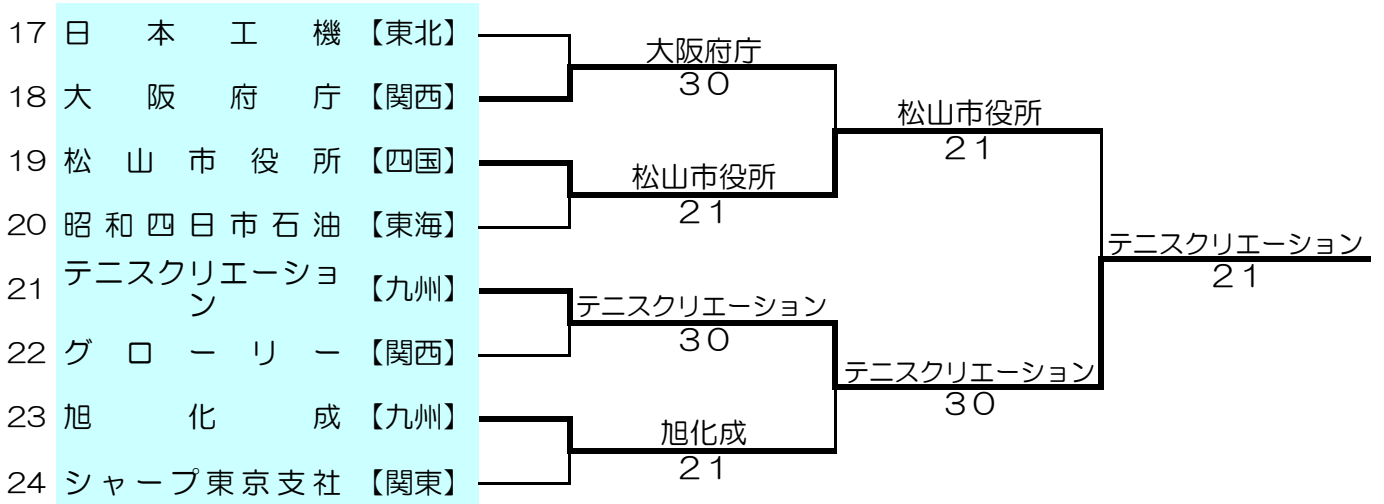 17 日本工機 【東北】
18 大阪府庁 【関西】
19 松山市役所 【四国】
20 昭和四日市石油 【東海】
21 テニスクリエーショ
ン 【九州】
22 グローリー 【関西】
23 旭化成 【九州】
24 シャープ東京支社 【関東】
大阪府庁
30
松山市役所
21
テニスクリエーション
30
旭化成
21
松山市役所
21
テニスクリエーション
30
テニスクリエーション
21